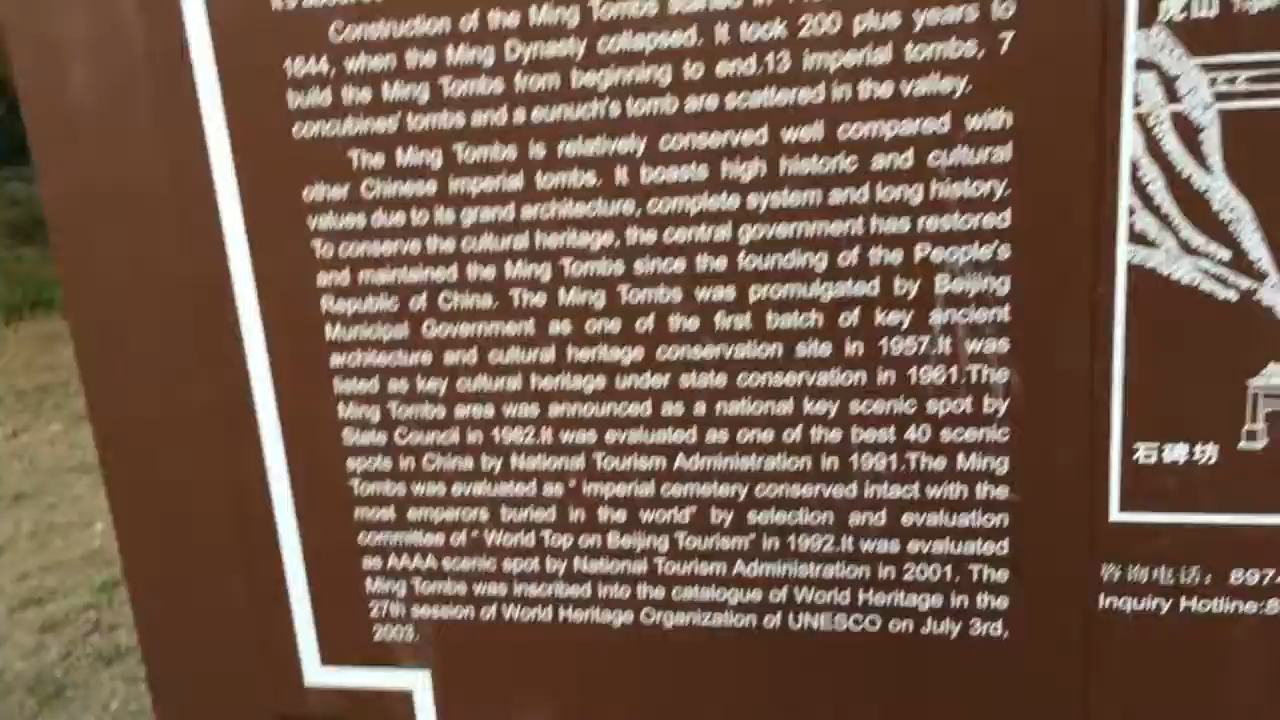 Construction of the Ming Tombs started in
1644, when the Ming Dynasty collapsed. It took 200 plus years to
build the Ming Tombs from beginning to end.13 imperial tombs, 7
concubines' tombs and a eunuch's tomb are scattered in the valley.
The Ming Tombs is relatively conserved well compared with
other Chinese imperial tombs. It boasts high historic and cultural
values due to its grand architecture, complete system and long history.
To conserve the cultural heritage, the central government has restored
and maintained the Ming Tombs since the founding of the People's
Republic of China. The Ming Tombs was promulgated by Beijing
Municipal Government as one of the first batch of key ancient
architecture and cultural heritage conservation site in 1957.It was
listed as key cultural heritage under state conservation in 1961.The
Ming Tombs area was announced as a national key scenic spot by
State Council in 1982.It was evaluated as one of the best 40 scenic
spots in China by National Tourism Administration in 1991.The Ming
Tombs was evaluated as " imperial cemetery conserved intact with the
most emperors buried in the world" by selection and evaluation
committee of " World Top on Beijing Tourism" in 1992.It was evaluated
as AAAA scenic spot by National Tourism Administration in 2001. The
Ming Tombs was inscribed into the catalogue of World Heritage in the
27th session of World Heritage Organization of UNESCO on July 3rd,
2003.
虎山
石碑坊
咨询电话：897
Inquiry Hotline:8